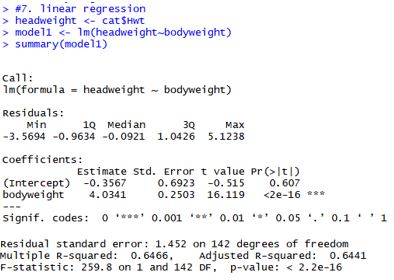 > #7. linear regression
> headweight <- cat$Hwt
> model1 <- lm(headweight~bodyweight)
> summary(model1)
Call:
lm(formula = headweight ~ bodyweight)
Residuals:
    Min      1Q  Median      3Q     Max
-3.5694 -0.9634 -0.0921  1.0426  5.1238
Coefficients:
            Estimate Std. Error t value Pr(>|t|)
(Intercept)  -0.3567     0.6923  -0.515    0.607
bodyweight    4.0341     0.2503  16.119   <2e-16 ***
---
Signif. codes:  0 ‘***’ 0.001 ‘**’ 0.01 ‘*’ 0.05 ‘.’ 0.1 ‘ ’ 1
Residual standard error: 1.452 on 142 degrees of freedom
Multiple R-squared:  0.6466,    Adjusted R-squared:  0.6441
F-statistic: 259.8 on 1 and 142 DF,  p-value: < 2.2e-16